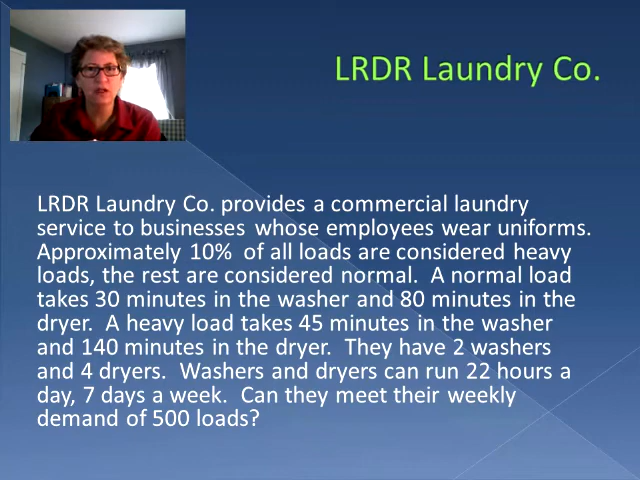 LRDR Laundry Co.
LRDR Laundry Co. provides a commercial laundry
service to businesses whose employees wear uniforms.
Approximately 10% of all loads are considered heavy
loads, the rest are considered normal. A normal load
takes 30 minutes in the washer and 80 minutes in the
dryer. A heavy load takes 45 minutes in the washer
and 140 minutes in the dryer. They have 2 washers
and 4 dryers. Washers and dryers can run 22 hours a
day, 7 days a week. Can they meet their weekly
demand of 500 loads?